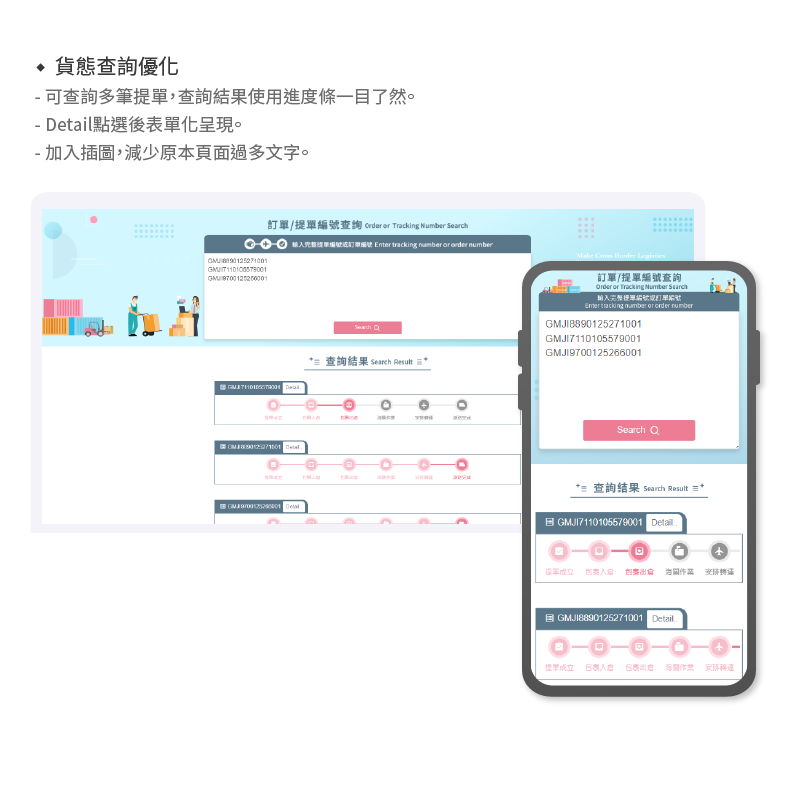 ◆ 貨態查詢優化
- 可查詢多筆提單，查詢結果使用進度條一目了然。
- Detail點選後表單化呈現。
- 加入插圖，減少原本頁面過多文字。
訂單/提單編號查詢 Order or Tracking Number Search
輸入完整提單編號或訂單編號 Enter tracking number or order number
GMJI8890125271001
GMJI7110105579001
GMJI9700125266001
Search
查詢結果 Search Result
GMJI7110105579001 Detail..
提單成立 包裹入倉 包裹出倉 海關作業 安排轉運 派送完成
GMJI8890125271001 Detail..
提單成立 包裹入倉 包裹出倉 海關作業 安排轉運 派送完成
GMJI9700125266001 Detail..
Make Cross Border Logistics
訂單/提單編號查詢
Order or Tracking Number Search
輸入完整提單編號或訂單編號
Enter tracking number or order number
GMJI8890125271001
GMJI7110105579001
GMJI9700125266001
Search
查詢結果 Search Result
GMJI7110105579001 Detail..
提單成立 包裹入倉 包裹出倉 海關作業 安排轉運
GMJI8890125271001 Detail..
提單成立 包裹入倉 包裹出倉 海關作業 安排轉運